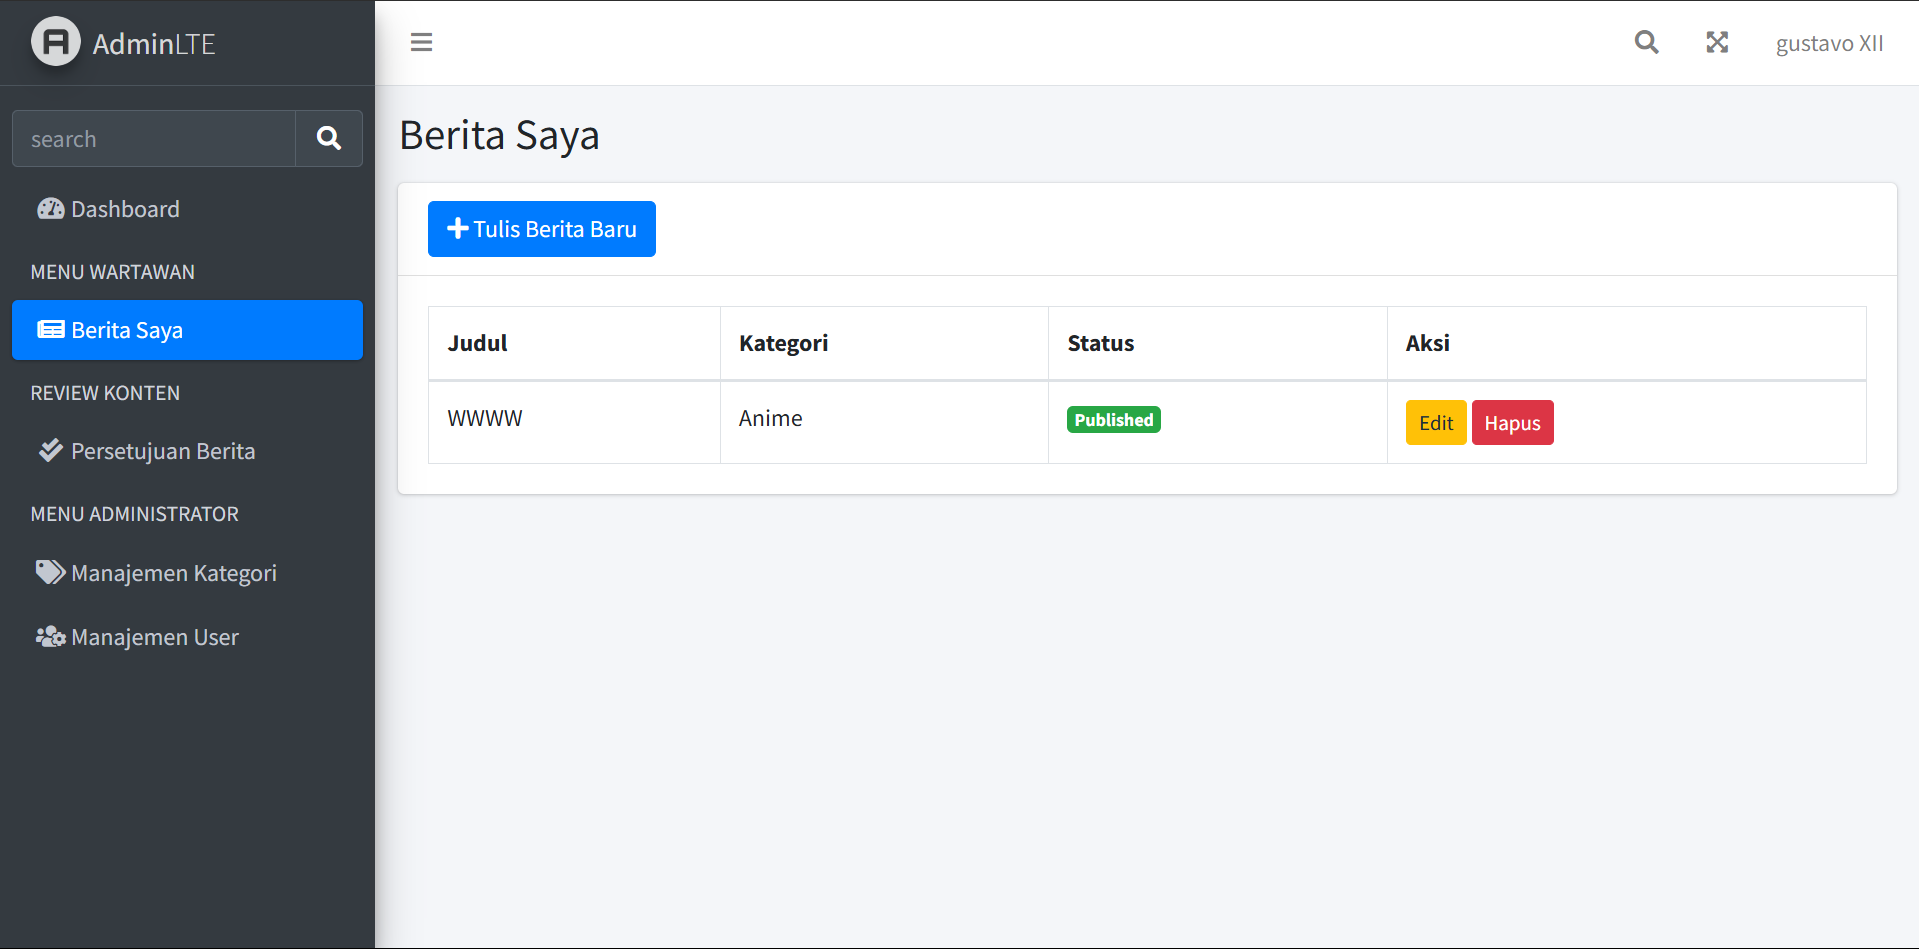 AdminLTE
search
Dashboard
MENU WARTAWAN
Berita Saya
REVIEW KONTEN
Persetujuan Berita
MENU ADMINISTRATOR
Manajemen Kategori
Manajemen User
gustavo XII
Berita Saya
Tulis Berita Baru
Judul Kategori Status Aksi
WWWW Anime Published Edit Hapus